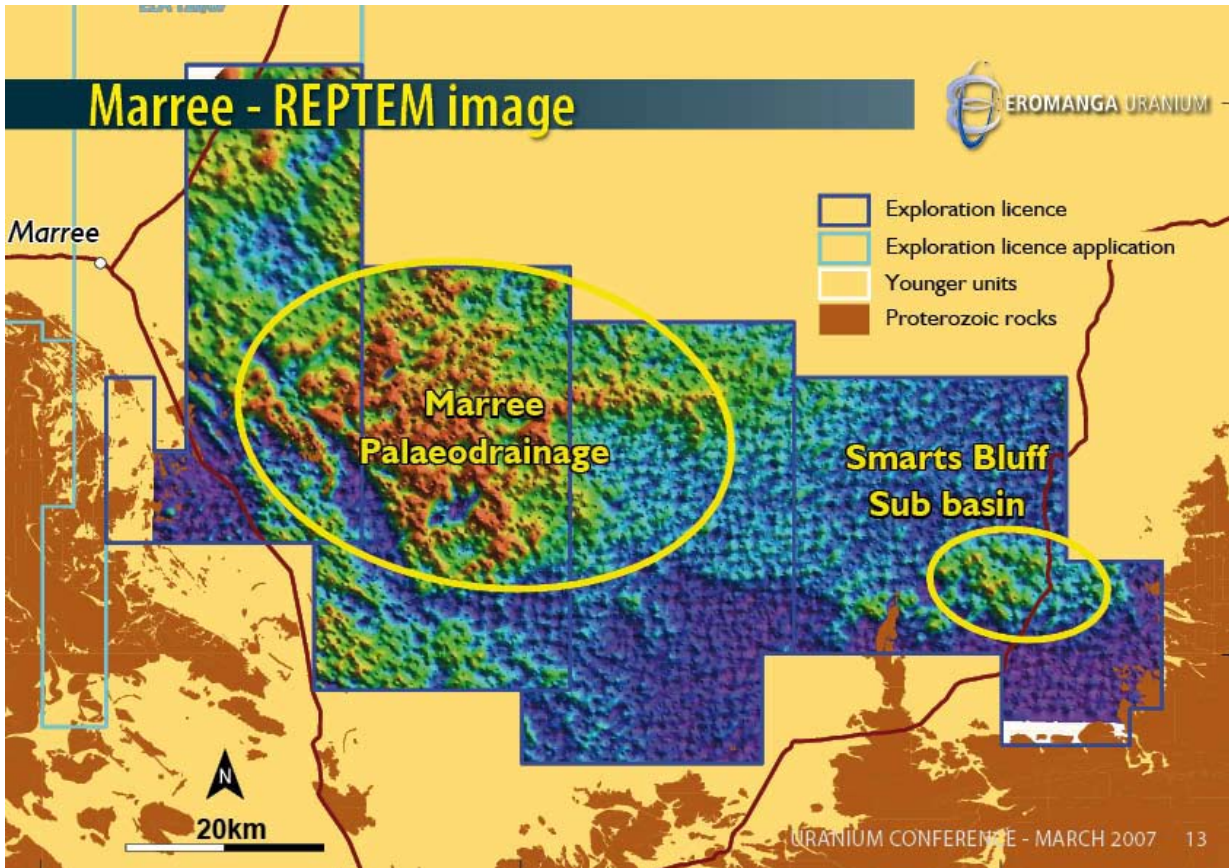 Marree - REPTEM image
EROMANGA URANIUM
Exploration licence
Exploration licence application
Younger units
Proterozoic rocks
Marree
Marree
Palaeodrainage
Smarts Bluff
Sub basin
N
20km
URANIUM CONFERENCE - MARCH 2007 13